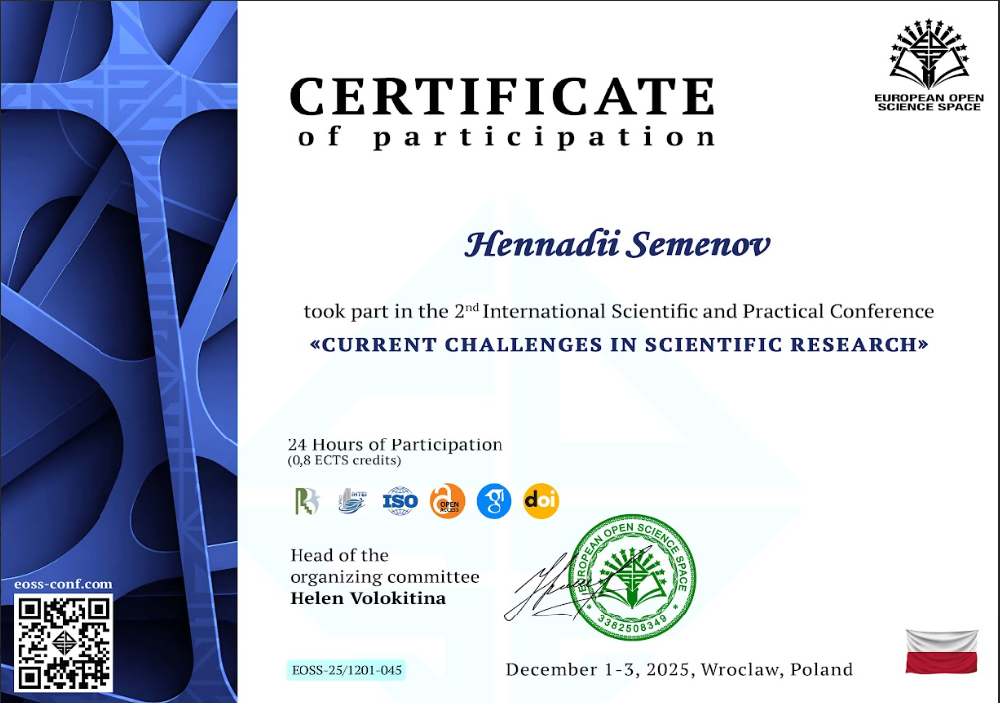 CERTIFICATE
of participation
EUROPEAN OPEN
SCIENCE SPACE
Hennadii Semenov
took part in the 2nd International Scientific and Practical Conference
«CURRENT CHALLENGES IN SCIENTIFIC RESEARCH»
24 Hours of Participation
(0,8 ECTS credits)
ISO
OPEN
ACCESS
doi
Head of the
organizing committee
Helen Volokitina
EUROPEAN OPEN SCIENCE SPACE
3382508349
eoss-conf.com
EOSS-25/1201-045
December 1-3, 2025, Wroclaw, Poland